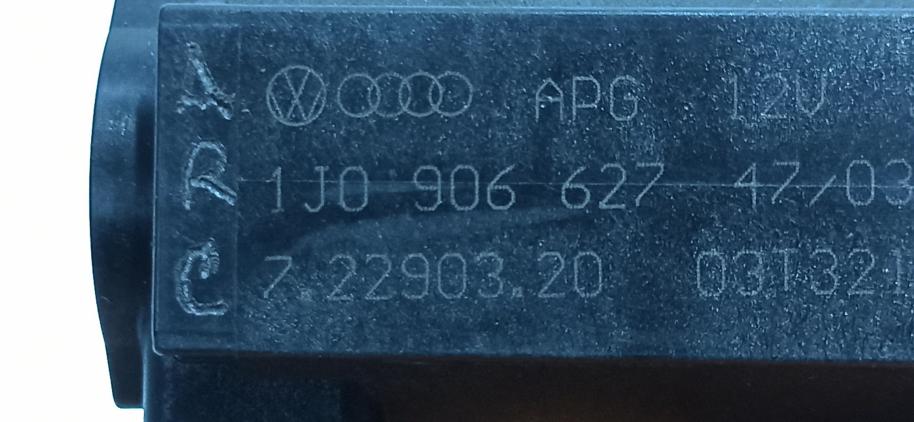 APG 12V
1J0 906 627 47/03
7.22903.20 03T321
A
R
C